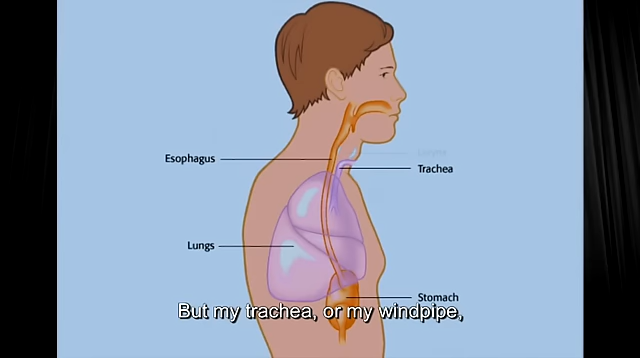 Esophagus
Trachea
Lungs
Stomach
But my trachea, or my windpipe,